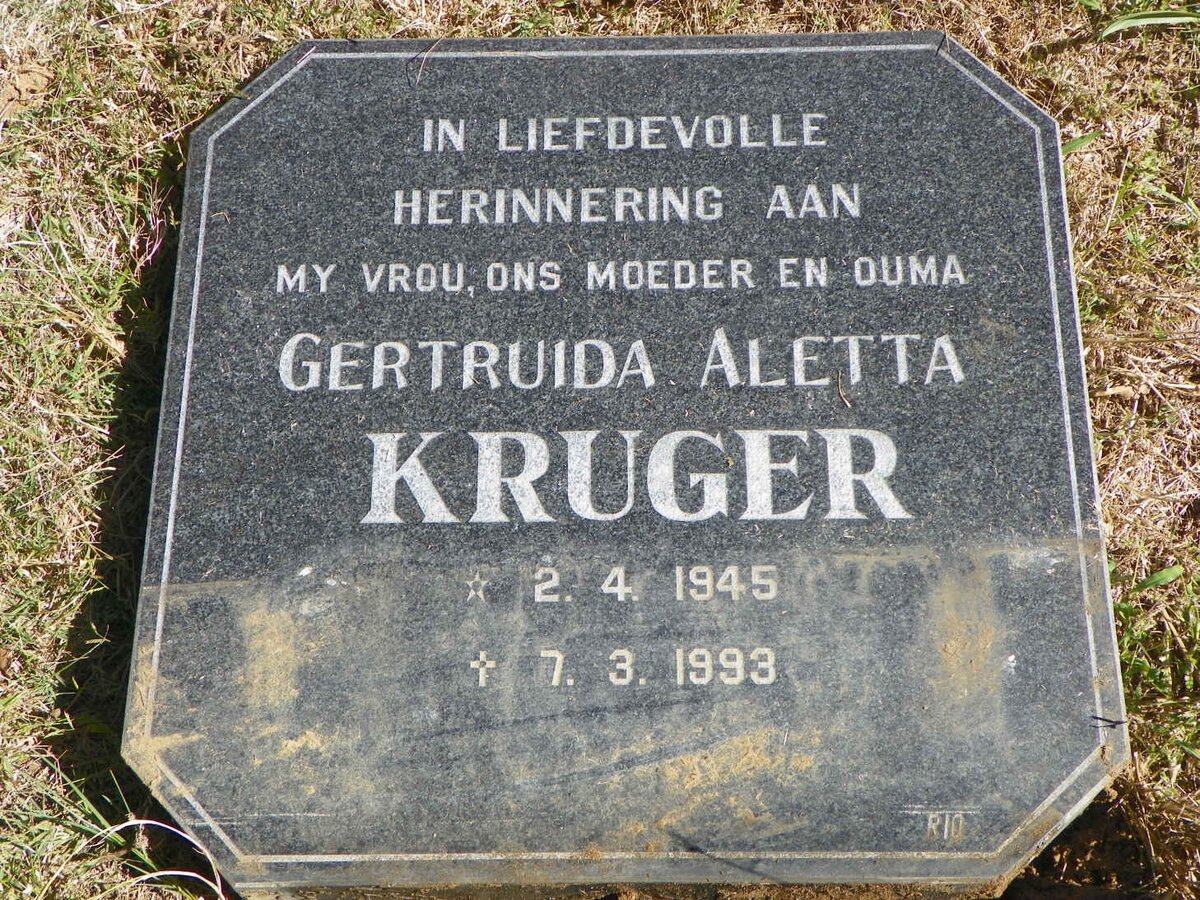 IN LIEFDEVOLLE
HERINNERING AAN
MY VROU, ONS MOEDER EN OUMA
GERTRUIDA ALETTA
KRUGER
☆ 2. 4. 1945
✝ 7. 3. 1993
RIO